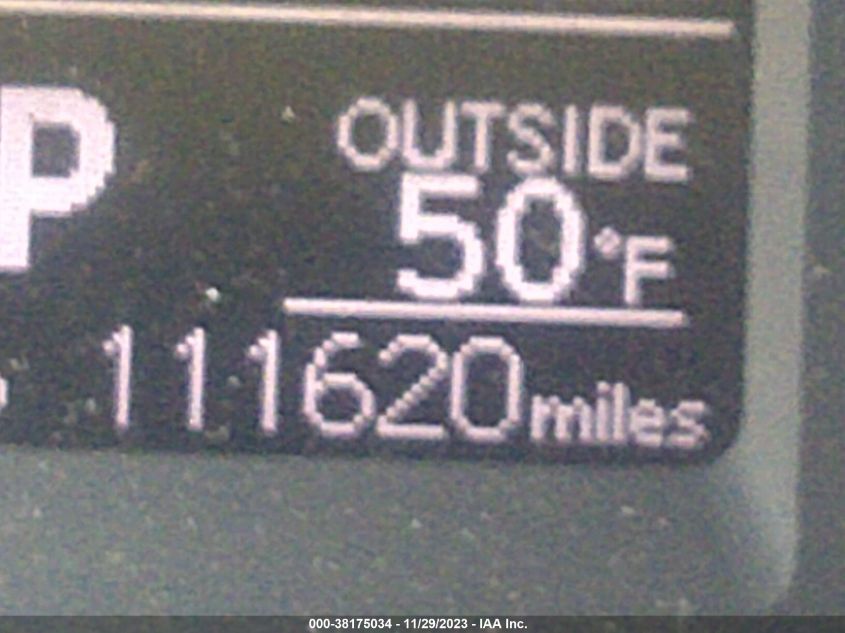 P
OUTSIDE
50°F
111620 miles
000-38175034 - 11/29/2023 - IAA Inc.